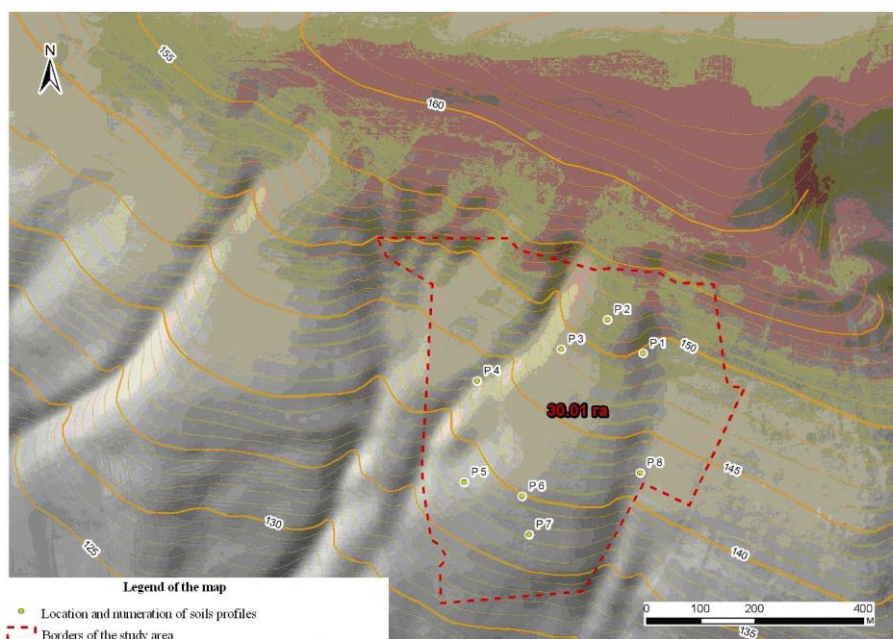 N
155
160
P 2
P 3
P 1
150
P 4
30.01 га
145
P 8
P 5
P 6
130
P 7
125
140
135
Legend of the map
Location and numeration of soils profiles
Borders of the study area
0 100 200 400
М